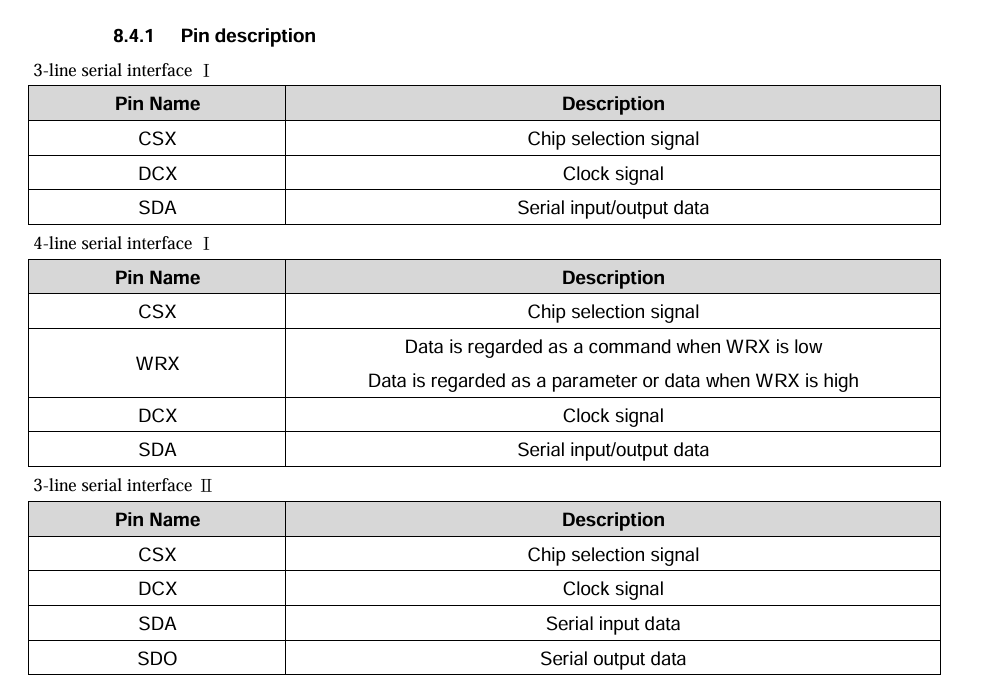 8.4.1 Pin description
3-line serial interface Ⅰ
Pin Name Description
CSX Chip selection signal
DCX Clock signal
SDA Serial input/output data
4-line serial interface Ⅰ
Pin Name Description
CSX Chip selection signal
WRX Data is regarded as a command when WRX is low
Data is regarded as a parameter or data when WRX is high
DCX Clock signal
SDA Serial input/output data
3-line serial interface Ⅱ
Pin Name Description
CSX Chip selection signal
DCX Clock signal
SDA Serial input data
SDO Serial output data